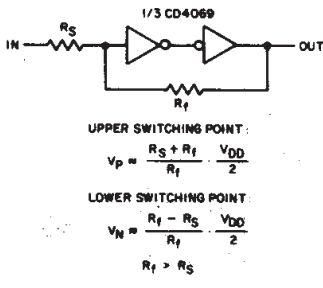 1/3 CD4069
IN
RS
OUT
Rf
UPPER SWITCHING POINT:
VP ≈ (RS + Rf) / Rf · VDD / 2
LOWER SWITCHING POINT:
VN ≈ (Rf - RS) / Rf · VDD / 2
Rf > RS